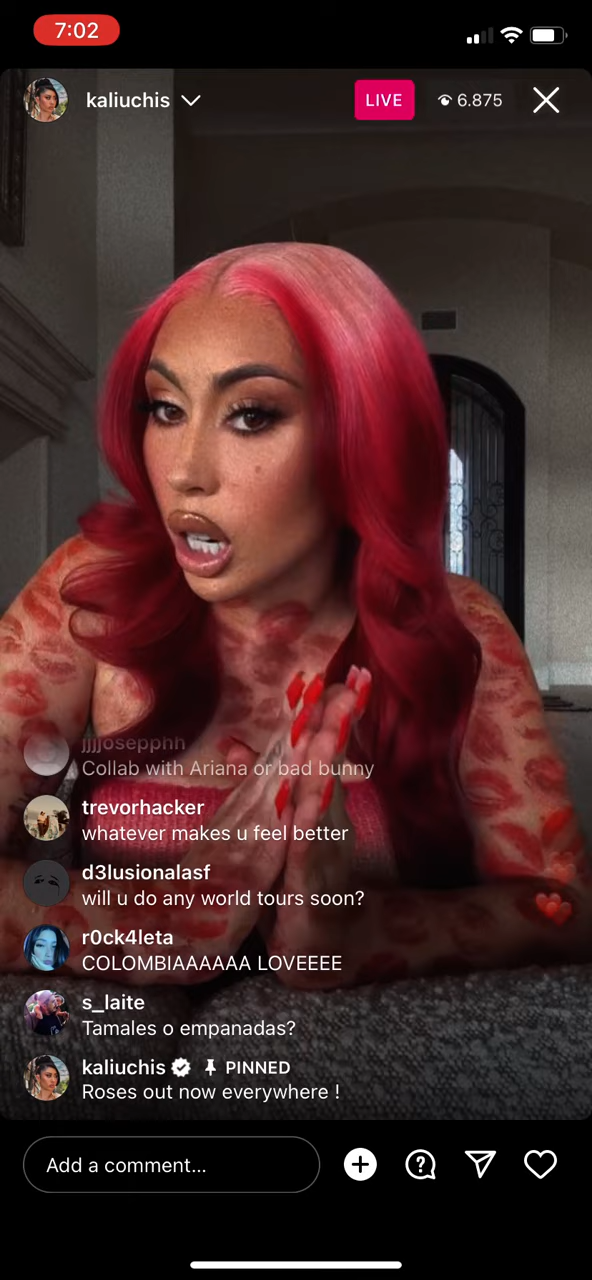 7:02
kaliuchis
LIVE
6.875
jjjjosepphh
Collab with Ariana or bad bunny
trevorhacker
whatever makes u feel better
d3lusionalasf
will u do any world tours soon?
r0ck4leta
COLOMBIAAAAAA LOVEEEE
s_laite
Tamales o empanadas?
kaliuchis PINNED
Roses out now everywhere !
Add a comment...